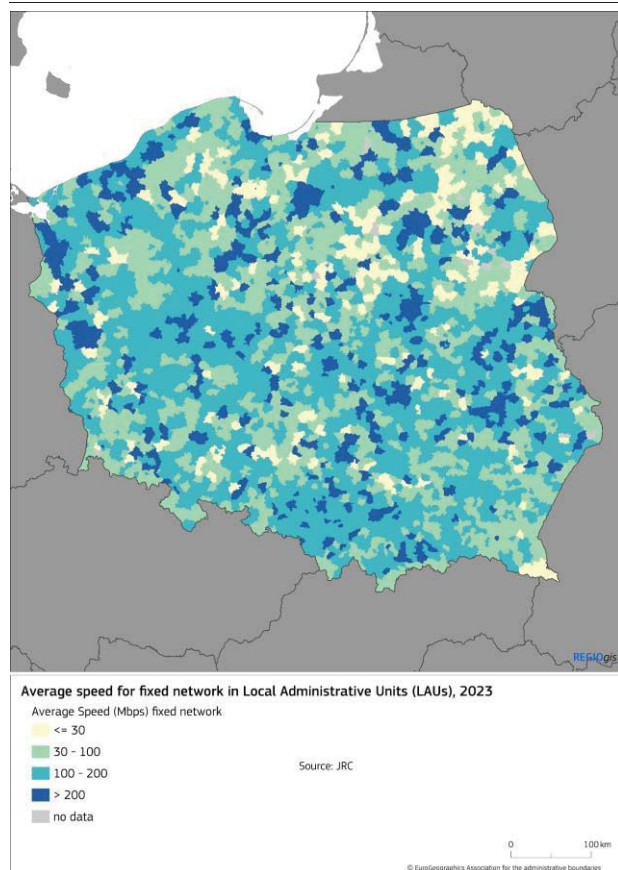 REGIOgis
Average speed for fixed network in Local Administrative Units (LAUs), 2023
Average Speed (Mbps) fixed network
<= 30
30 - 100
100 - 200
> 200
no data
Source: JRC
0 100 km
© EuroGeographics Association for the administrative boundaries